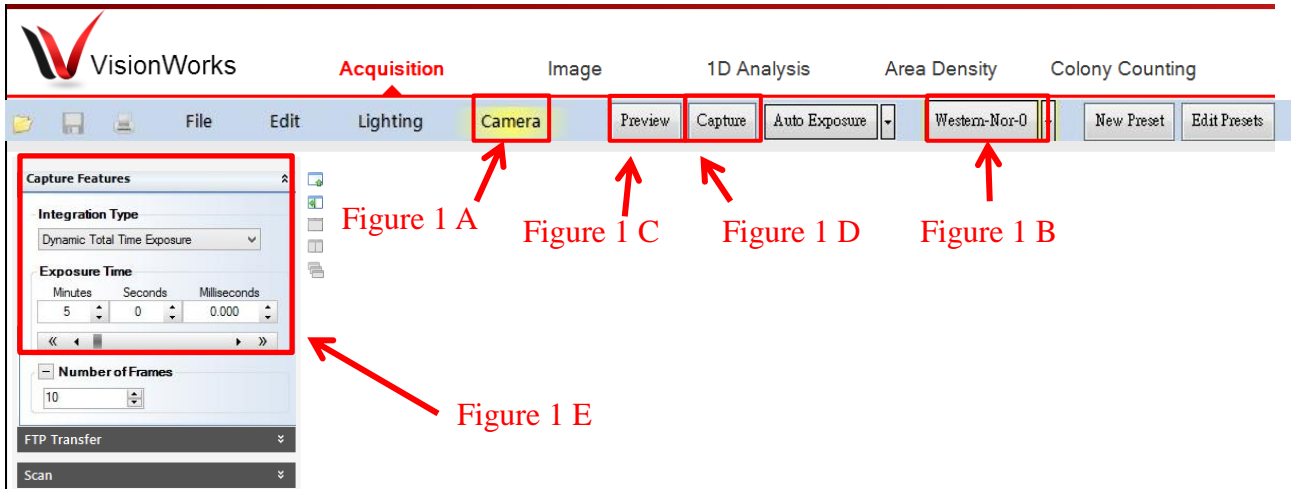 VisionWorks
Acquisition Image 1D Analysis Area Density Colony Counting
File Edit Lighting Camera Preview Capture Auto Exposure Western-Nor-0 New Preset Edit Presets
Capture Features
Integration Type
Dynamic Total Time Exposure
Exposure Time
Minutes Seconds Milliseconds
5 0 0.000
Number of Frames
10
FTP Transfer
Scan
Figure 1 A
Figure 1 C
Figure 1 D
Figure 1 B
Figure 1 E